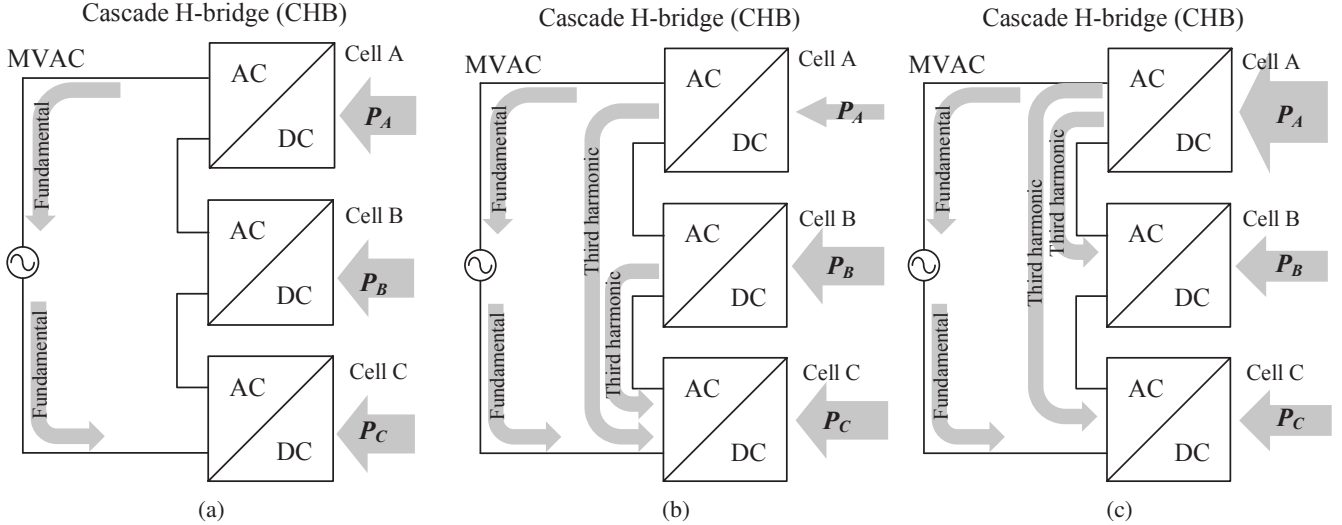 Cascade H-bridge (CHB)
MVAC
Cell A
AC
DC
P_A
Fundamental
Cell B
AC
DC
P_B
Fundamental
Cell C
AC
DC
P_C
(a)
Cascade H-bridge (CHB)
MVAC
Cell A
AC
DC
P_A
Fundamental
Third harmonic
Cell B
AC
DC
P_B
Third harmonic
Fundamental
Cell C
AC
DC
P_C
(b)
Cascade H-bridge (CHB)
MVAC
Cell A
AC
DC
P_A
Fundamental
Third harmonic
Third harmonic
Cell B
AC
DC
P_B
Fundamental
Cell C
AC
DC
P_C
(c)